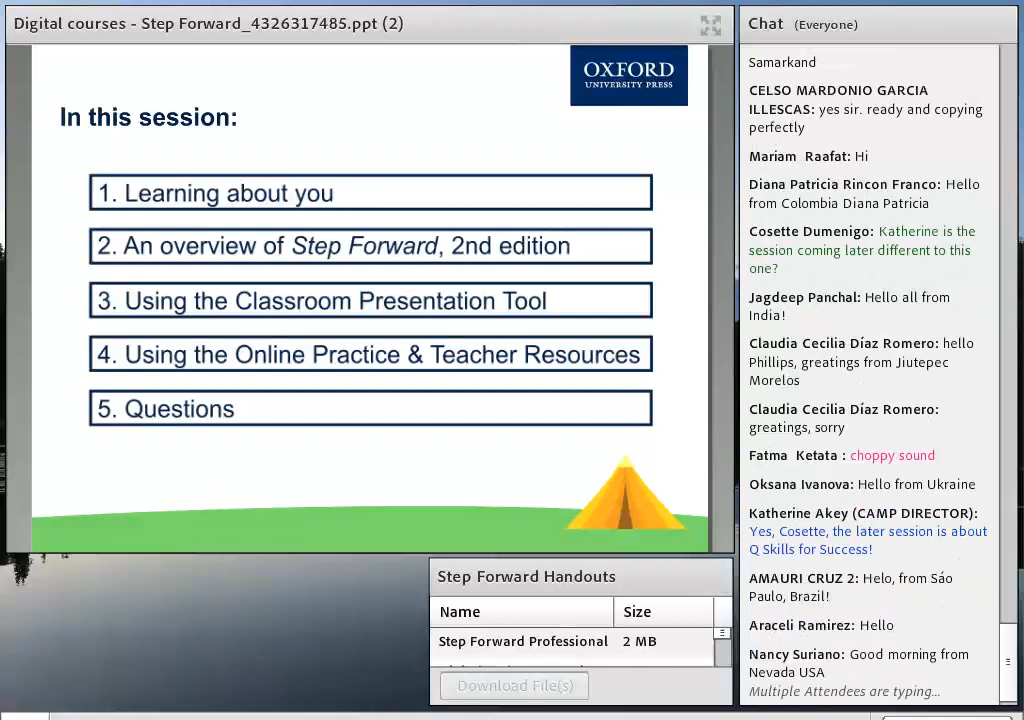 Digital courses - Step Forward_4326317485.ppt (2)
OXFORD
UNIVERSITY PRESS
In this session:
1. Learning about you
2. An overview of Step Forward, 2nd edition
3. Using the Classroom Presentation Tool
4. Using the Online Practice & Teacher Resources
5. Questions
Step Forward Handouts
Name Size
Step Forward Professional 2 MB
Download File(s)
Chat (Everyone)
Samarkand
CELSO MARDONIO GARCIA
ILLESCAS: yes sir. ready and copying
perfectly
Mariam Raafat: Hi
Diana Patricia Rincon Franco: Hello
from Colombia Diana Patricia
Cosette Dumenigo: Katherine is the
session coming later different to this
one?
Jagdeep Panchal: Hello all from
India!
Claudia Cecilia Díaz Romero: hello
Phillips, greatings from Jiutepec
Morelos
Claudia Cecilia Díaz Romero:
greetings, sorry
Fatma Ketata : choppy sound
Oksana Ivanova: Hello from Ukraine
Katherine Akey (CAMP DIRECTOR):
Yes, Cosette, the later session is about
Q Skills for Success!
AMAURI CRUZ 2: Helo, from Sáo
Paulo, Brazil!
Araceli Ramirez: Hello
Nancy Suriano: Good morning from
Nevada USA
Multiple Attendees are typing...